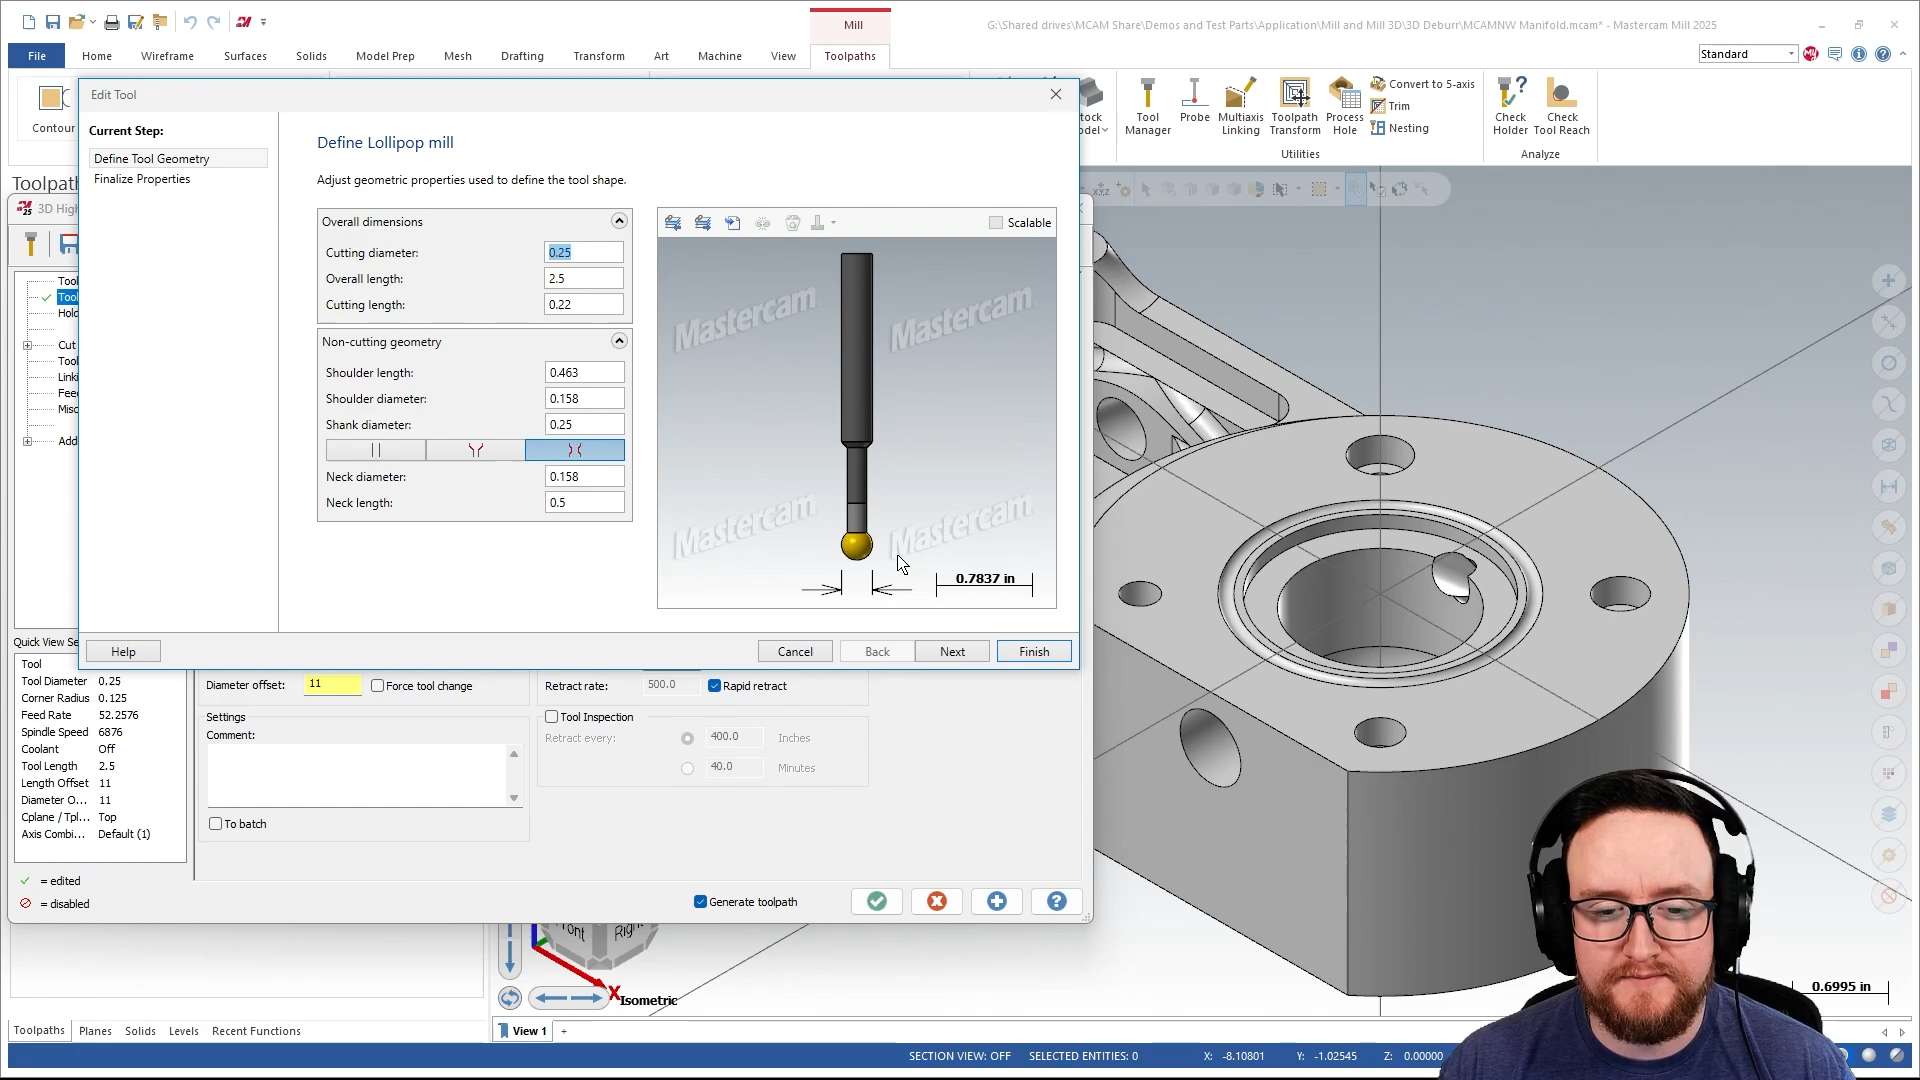 Mill
G:\Shared drives\MCAM Share\Demos and Test Parts\Application\Mill and Mill 3D\3D Deburr\MCAMNW Manifold.mcam* - Mastercam Mill 2025
File
Home
Wireframe
Surfaces
Solids
Model Prep
Mesh
Drafting
Transform
Art
Machine
View
Toolpaths
Standard
Contour
Edit Tool
Current Step:
Define Tool Geometry
Finalize Properties
Define Lollipop mill
Adjust geometric properties used to define the tool shape.
Overall dimensions
Cutting diameter:
0.25
Overall length:
2.5
Cutting length:
0.22
Non-cutting geometry
Shoulder length:
0.463
Shoulder diameter:
0.158
Shank diameter:
0.25
Neck diameter:
0.158
Neck length:
0.5
Scalable
Mastercam
Mastercam
Mastercam
Mastercam
0.7837 in
Help
Cancel
Back
Next
Finish
Tool
Manager
Probe
Multiaxis
Linking
Toolpath
Transform
Process
Hole
Convert to 5-axis
Trim
Nesting
Utilities
Check
Holder
Check
Tool Reach
Analyze
3D High
Cut
Quick View Se
Tool
Tool Diameter 0.25
Corner Radius 0.125
Feed Rate 52.2576
Spindle Speed 6876
Coolant Off
Tool Length 2.5
Length Offset 11
Diameter O... 11
Cplane / Tpl... Top
Axis Combi... Default (1)
= edited
= disabled
Diameter offset:
11
Force tool change
Settings
Comment:
To batch
Retract rate:
500.0
Rapid retract
Tool Inspection
Retract every:
400.0
Inches
40.0
Minutes
Generate toolpath
X
Isometric
0.6995 in
Toolpaths
Planes
Solids
Levels
Recent Functions
View 1
+
SECTION VIEW: OFF
SELECTED ENTITIES: 0
X: -8.10801
Y: -1.02545
Z: 0.00000